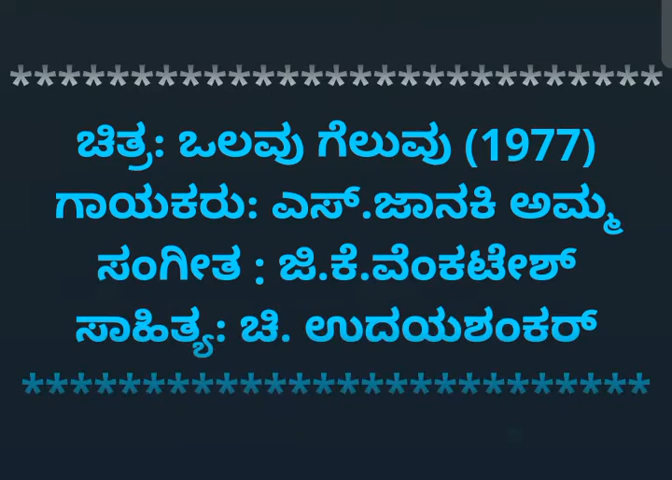 ***************************
ಚಿತ್ರ: ಒಲವು ಗೆಲುವು (1977)
ಗಾಯಕರು: ಎಸ್.ಜಾನಕಿ ಅಮ್ಮ
ಸಂಗೀತ : ಜಿ.ಕೆ.ವೆಂಕಟೇಶ್
ಸಾಹಿತ್ಯ: ಚಿ. ಉದಯಶಂಕರ್
**************************